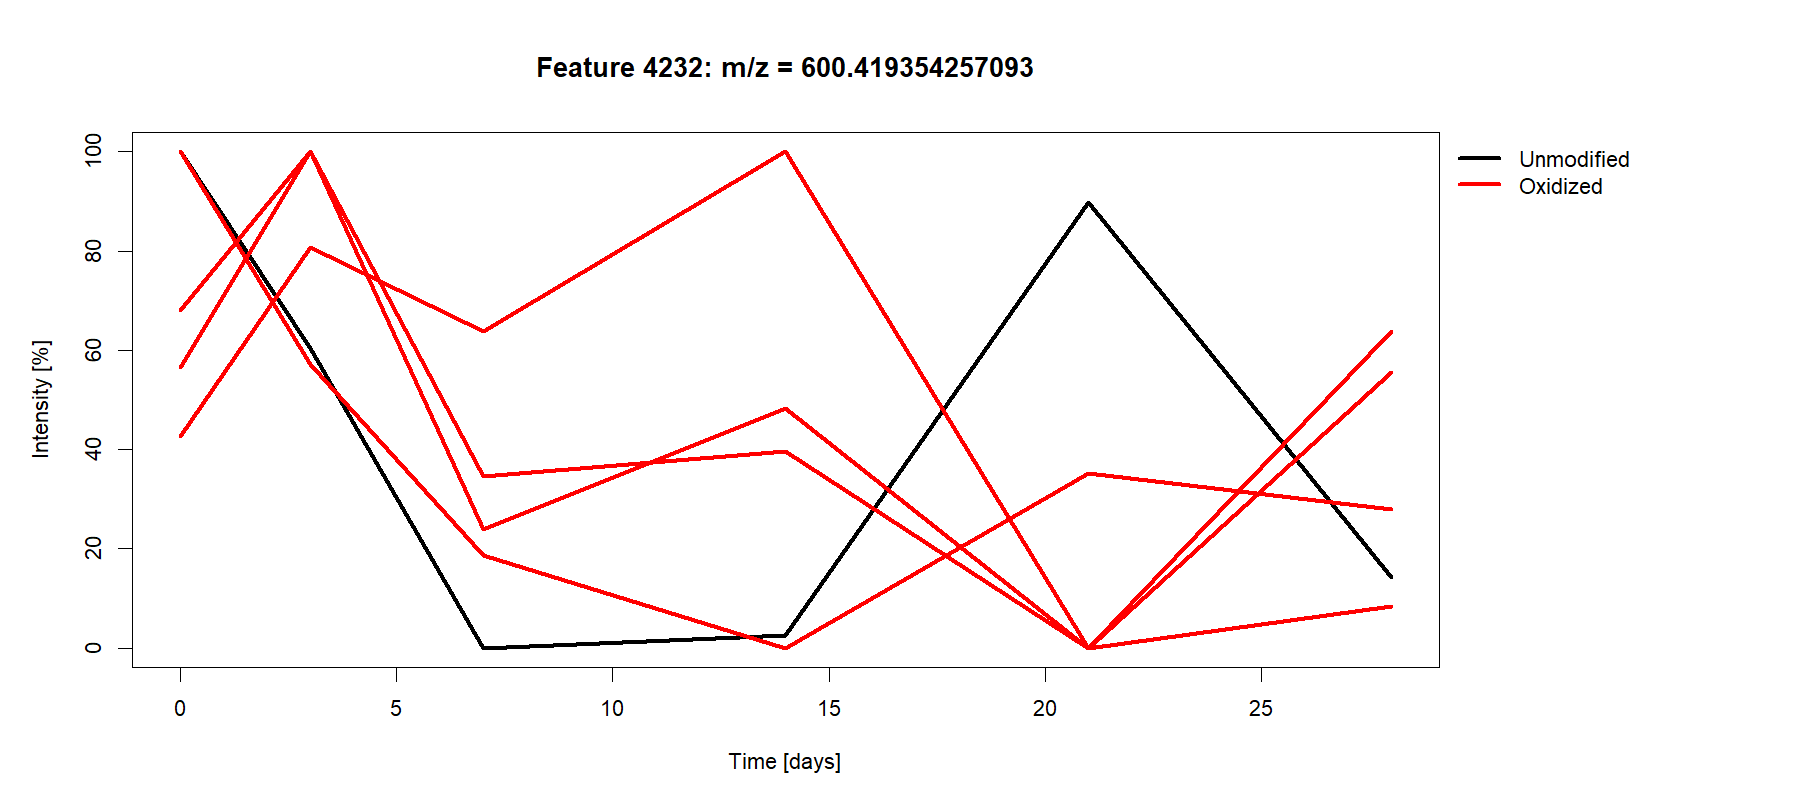 Feature 4232: m/z = 600.419354257093
Unmodified
Oxidized
Intensity [%]
100
80
60
40
20
0
0 5 10 15 20 25
Time [days]